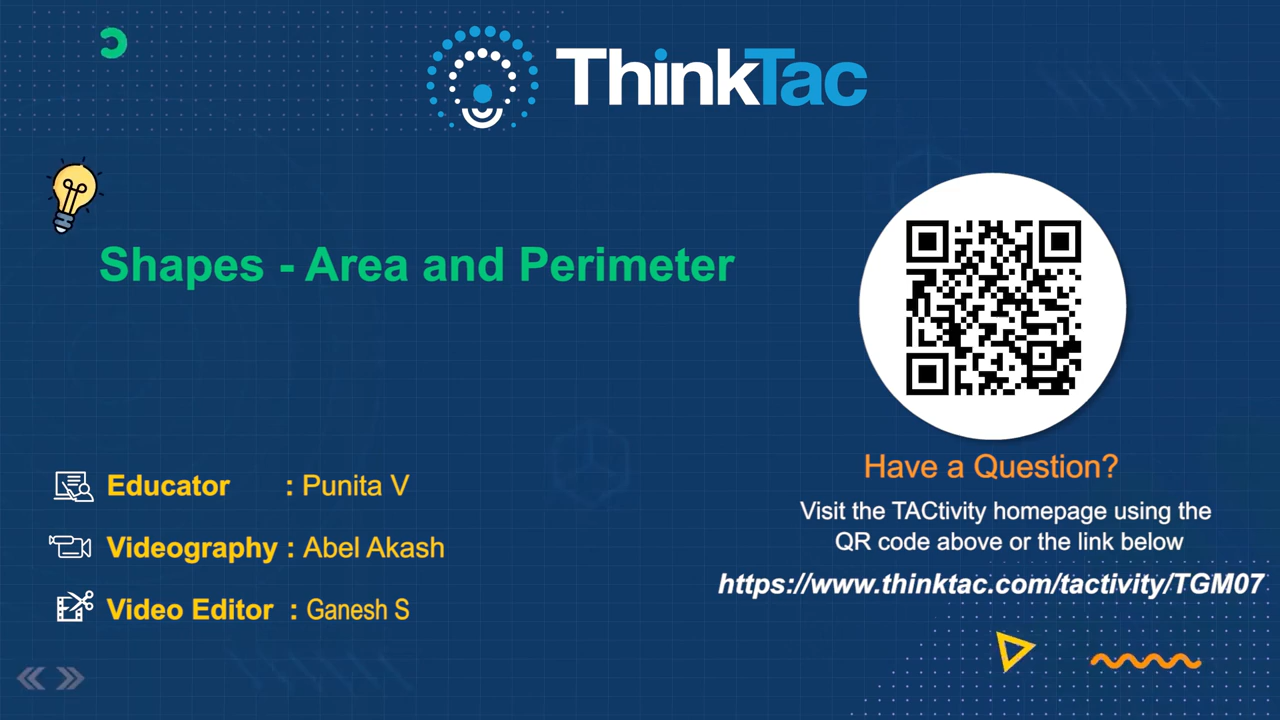 ThinkTac
Shapes - Area and Perimeter
Educator : Punita V
Videography : Abel Akash
Video Editor : Ganesh S
Have a Question?
Visit the TACtivity homepage using the
QR code above or the link below
https://www.thinktac.com/tactivity/TGM07